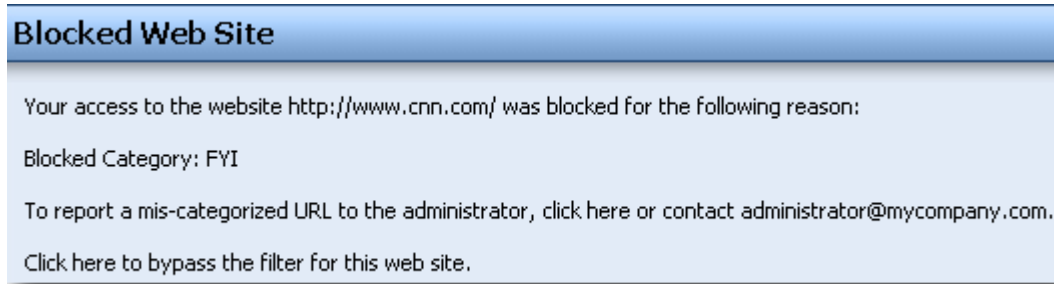 Blocked Web Site
Your access to the website http://www.cnn.com/ was blocked for the following reason:
Blocked Category: FYI
To report a mis-categorized URL to the administrator, click here or contact administrator@mycompany.com.
Click here to bypass the filter for this web site.